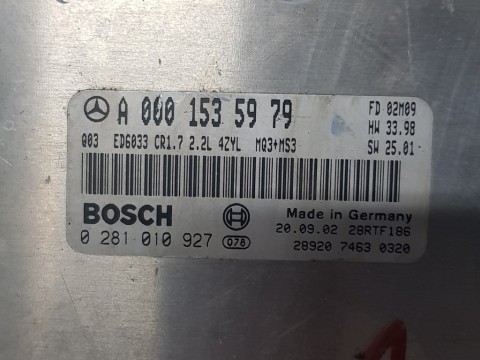 A 000 153 59 79
FD 02M09
HW 33.98
Q03 ED6033 CR1.7 2.2L 4ZYL MQ3+MS3
SW 25.01
BOSCH
Made in Germany
0 281 010 927 078
20.09.02 28RTF186
28920 7463 0320